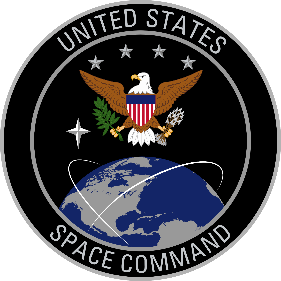 UNITED STATES
SPACE COMMAND